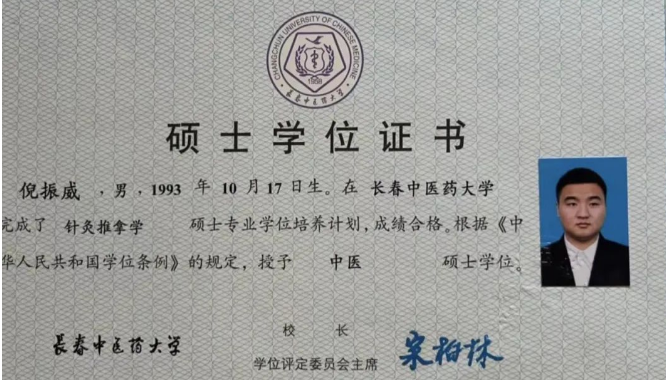 CHANGCHUN UNIVERSITY OF CHINESE MEDICINE
1958
长春中医药大学
硕士学位证书
倪振威，男，1993 年 10 月 17 日生。在 长春中医药大学
完成了 针灸推拿学 硕士专业学位培养计划，成绩合格。根据《中
华人民共和国学位条例》的规定，授予 中医 硕士学位。
长春中医药大学
校 长
学位评定委员会主席
宋柏林